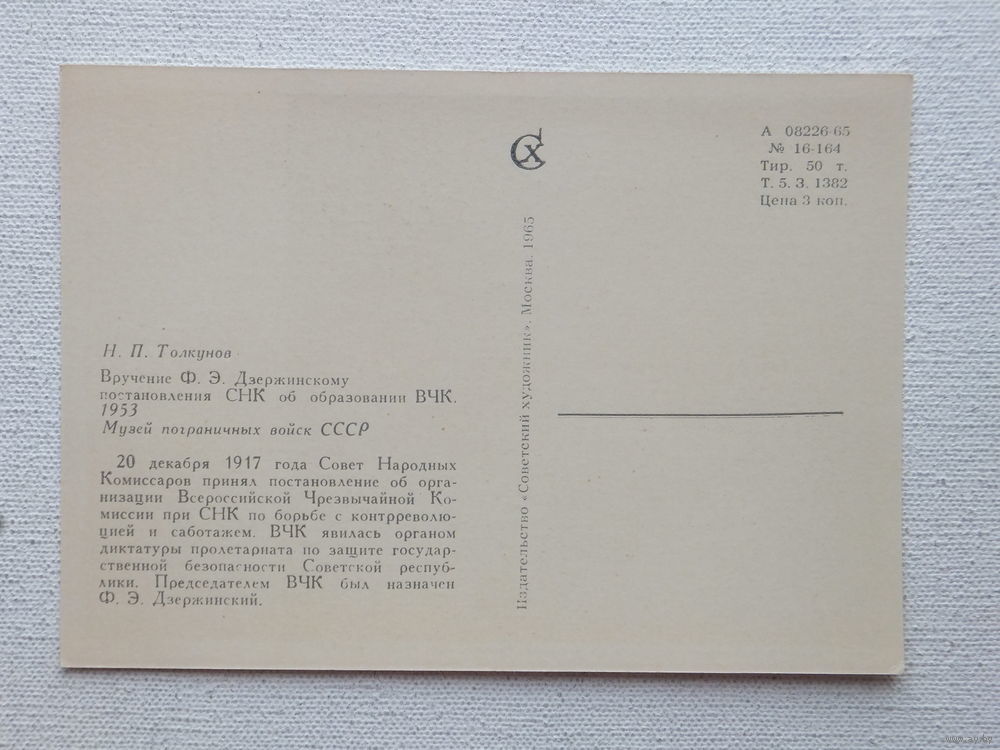 Н. П. Толкунов
Вручение Ф. Э. Дзержинскому
постановления СНК об образовании ВЧК.
1953
Музей пограничных войск СССР
20 декабря 1917 года Совет Народных
Комиссаров принял постановление об орга-
низации Всероссийской Чрезвычайной Ко-
миссии при СНК по борьбе с контрреволю-
цией и саботажем. ВЧК явилась органом
диктатуры пролетариата по защите государ-
ственной безопасности Советской респуб-
лики. Председателем ВЧК был назначен
Ф. Э. Дзержинский.
Издательство «Советский художник». Москва. 1965
СХ
А 08226-65
№ 16-164
Тир. 50 т.
Т. 5. З. 1382
Цена 3 коп.
www.ay.by